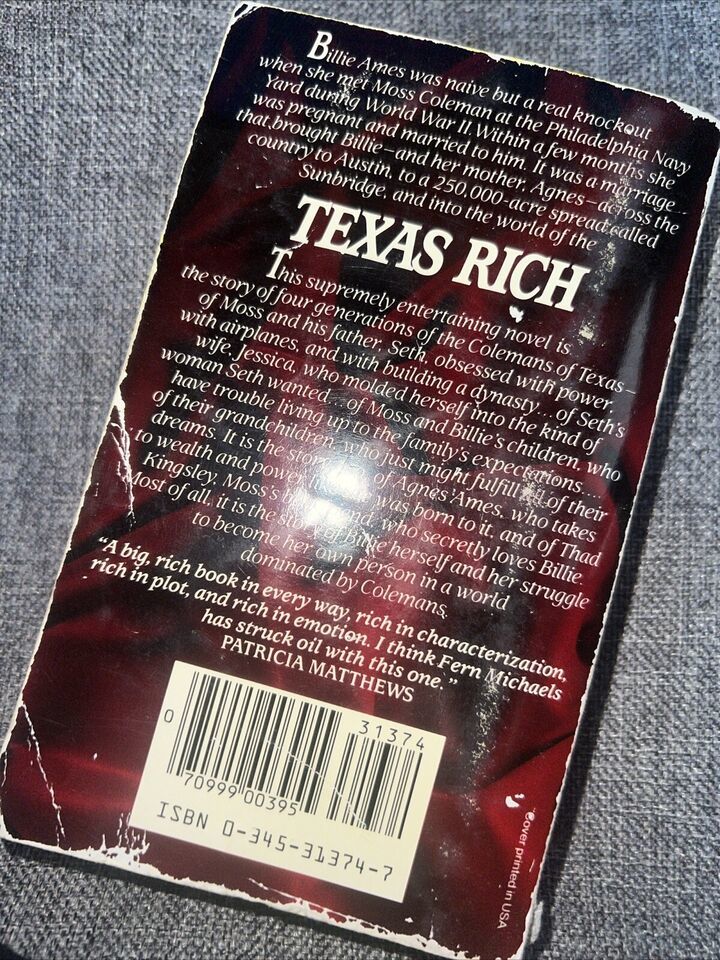 Billie Ames was naive but a real knockout
when she met Moss Coleman at the Philadelphia Navy
Yard during World War II. Within a few months she
was pregnant and married to him. It was a marriage
that brought Billie—and her mother, Agnes—across the
country to Austin, to a 250,000-acre spread called
Sunbridge, and into the world of the
TEXAS RICH
This supremely entertaining novel is
the story of four generations of the Colemans of Texas—
of Moss and his father, Seth, obsessed with power,
with airplanes, and with building a dynasty... of Seth's
wife, Jessica, who molded herself into the kind of
woman Seth wanted... of Moss and Billie's children, who
have trouble living up to the family's expectations....
of their grandchildren, who just might fulfill of their
dreams. It is the of Agnes Ames, who takes
to wealth and power was born to it, and of Thad
Kingsley, Moss's who secretly loves Billie.
Most of all, it is the of Billie herself and her struggle
to become her own person in a world
dominated by Colemans.
"A big, rich book in every way, rich in characterization,
rich in plot, and rich in emotion. I think Fern Michaels
has struck oil with this one."
PATRICIA MATTHEWS
31374
0
70999 00395
ISBN 0-345-31374-7
Cover printed in USA